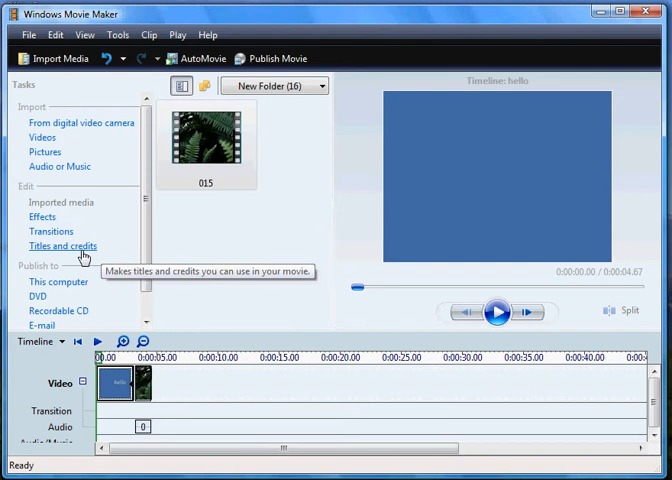 Windows Movie Maker
File Edit View Tools Clip Play Help
Import Media AutoMovie Publish Movie
Tasks
Import
From digital video camera
Videos
Pictures
Audio or Music
Edit
Imported media
Effects
Transitions
Titles and credits
Makes titles and credits you can use in your movie.
Publish to
This computer
DVD
Recordable CD
E-mail
New Folder (16)
015
Timeline: hello
0:00:00.00 / 0:00:04.67
Split
Timeline
00.00 0:00:05.00 0:00:10.00 0:00:15.00 0:00:20.00 0:00:25.00 0:00:30.00 0:00:35.00 0:00:40.00 0:00:4
Video
hello
Transition
Audio
0
Audio/Music
Ready